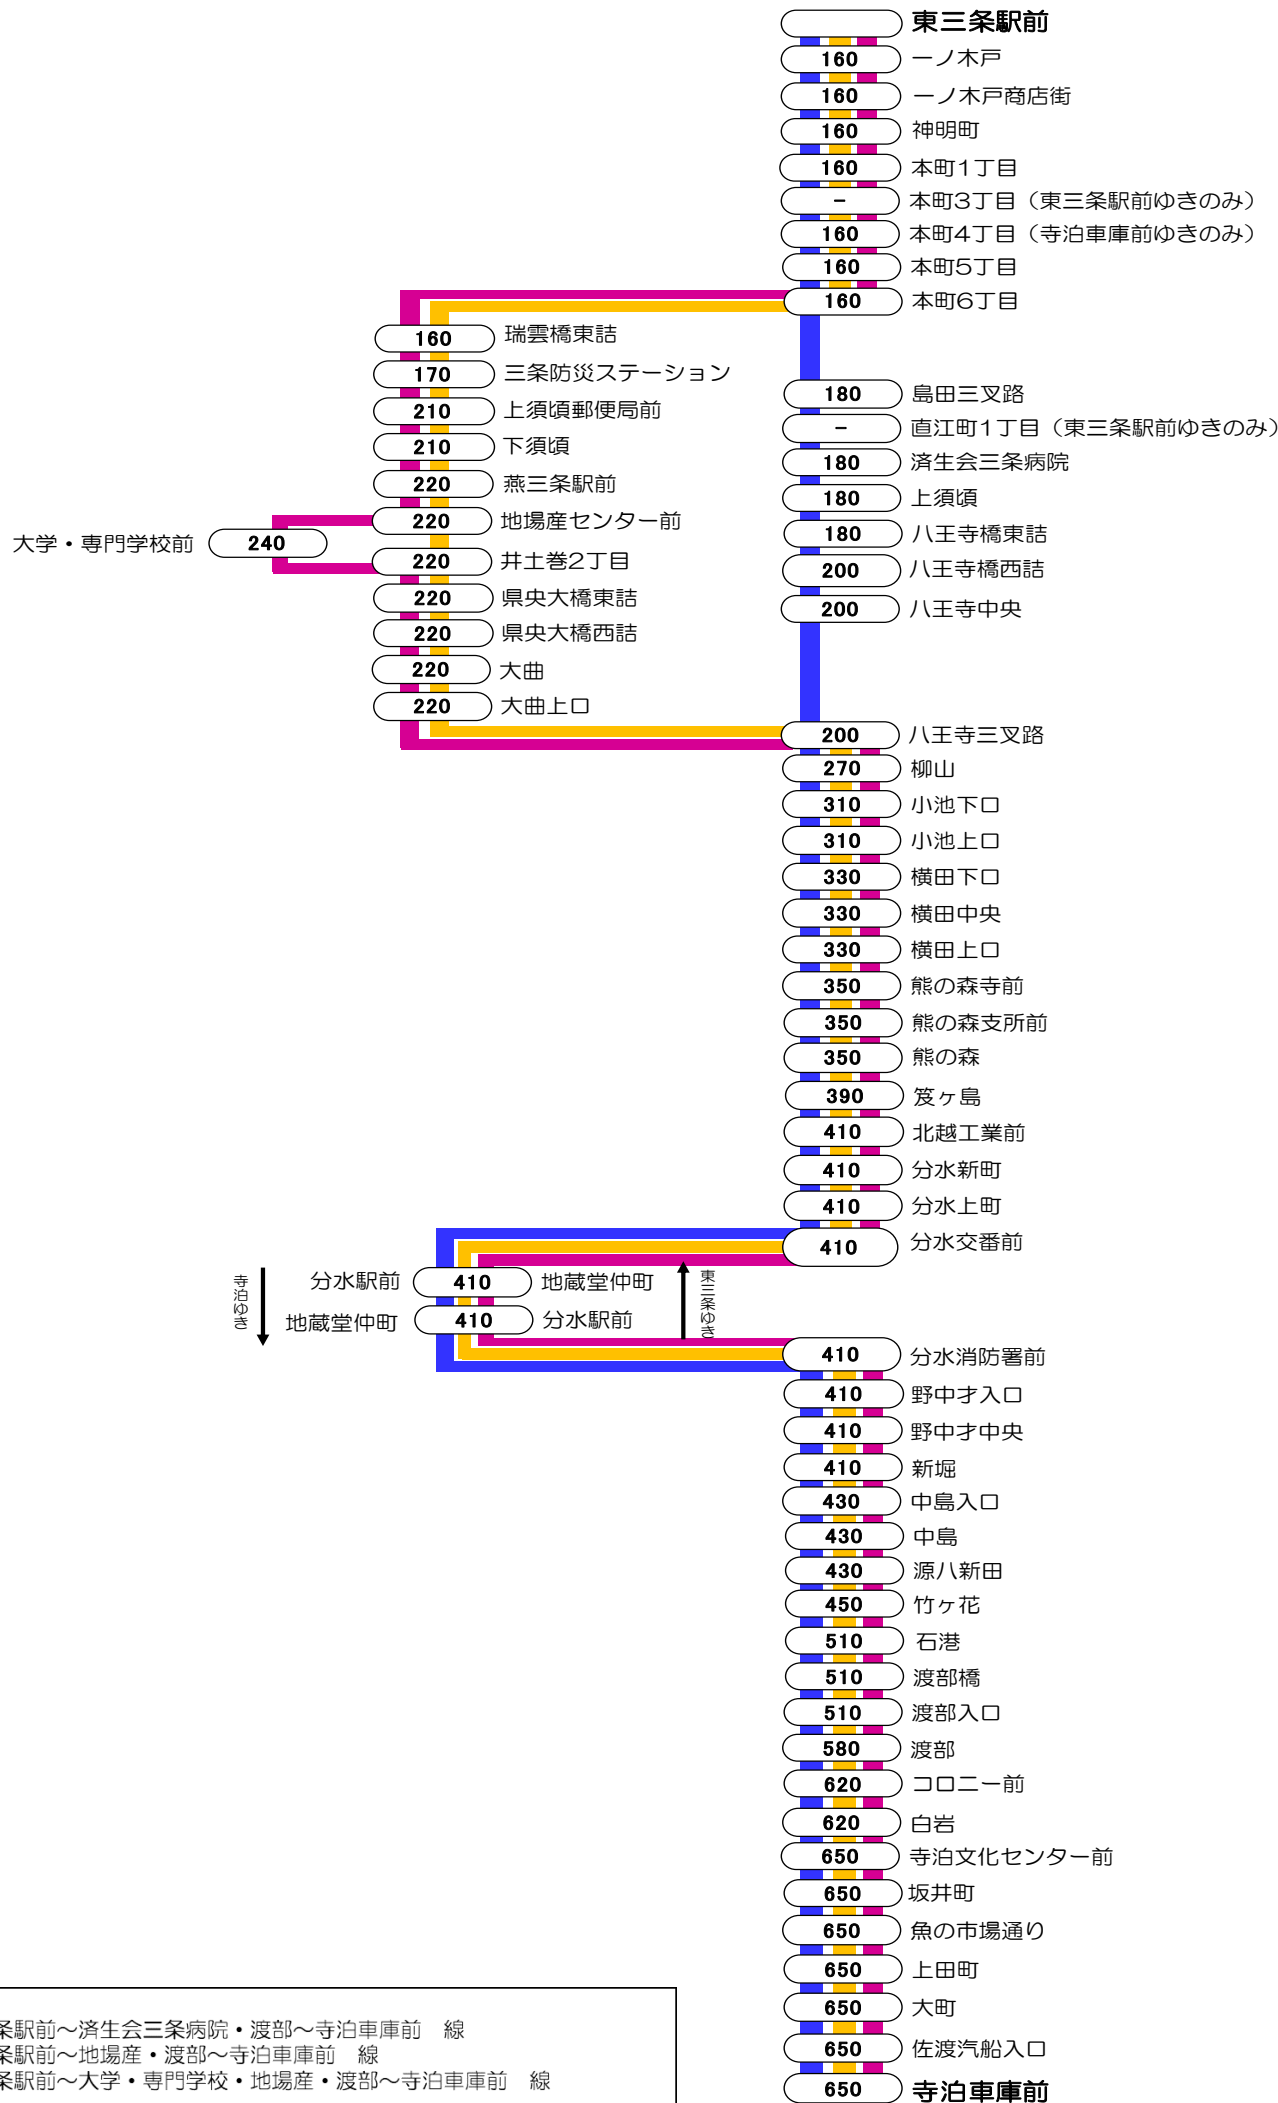 東三条駅前
160 一ノ木戸
160 一ノ木戸商店街
160 神明町
160 本町1丁目
- 本町3丁目（東三条駅前ゆきのみ）
160 本町4丁目（寺泊車庫前ゆきのみ）
160 本町5丁目
160 本町6丁目
160 瑞雲橋東詰
170 三条防災ステーション
210 上須頃郵便局前
210 下須頃
220 燕三条駅前
220 地場産センター前
大学・専門学校前 240
220 井土巻2丁目
220 県央大橋東詰
220 県央大橋西詰
220 大曲
220 大曲上口
180 島田三叉路
- 直江町1丁目（東三条駅前ゆきのみ）
180 済生会三条病院
180 上須頃
180 八王寺橋東詰
200 八王寺橋西詰
200 八王寺中央
200 八王寺三叉路
270 柳山
310 小池下口
310 小池上口
330 横田下口
330 横田中央
330 横田上口
350 熊の森寺前
350 熊の森支所前
350 熊の森
390 笈ヶ島
410 北越工業前
410 分水新町
410 分水上町
410 分水交番前
寺泊ゆき
分水駅前 410 地蔵堂仲町
地蔵堂仲町 410 分水駅前
東三条ゆき
410 分水消防署前
410 野中才入口
410 野中才中央
410 新堀
430 中島入口
430 中島
430 源八新田
450 竹ヶ花
510 石港
510 渡部橋
510 渡部入口
580 渡部
620 コロニー前
620 白岩
650 寺泊文化センター前
650 坂井町
650 魚の市場通り
650 上田町
650 大町
650 佐渡汽船入口
650 寺泊車庫前
条駅前～済生会三条病院・渡部～寺泊車庫前　線
条駅前～地場産・渡部～寺泊車庫前　線
条駅前～大学・専門学校・地場産・渡部～寺泊車庫前　線